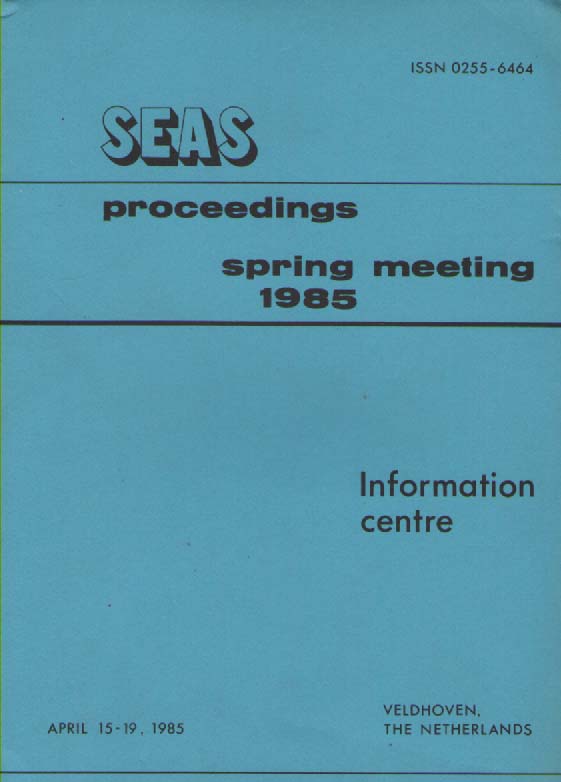 ISSN 0255-6464
SEAS
proceedings
spring meeting
1985
Information
centre
VELDHOVEN,
APRIL 15-19, 1985 THE NETHERLANDS